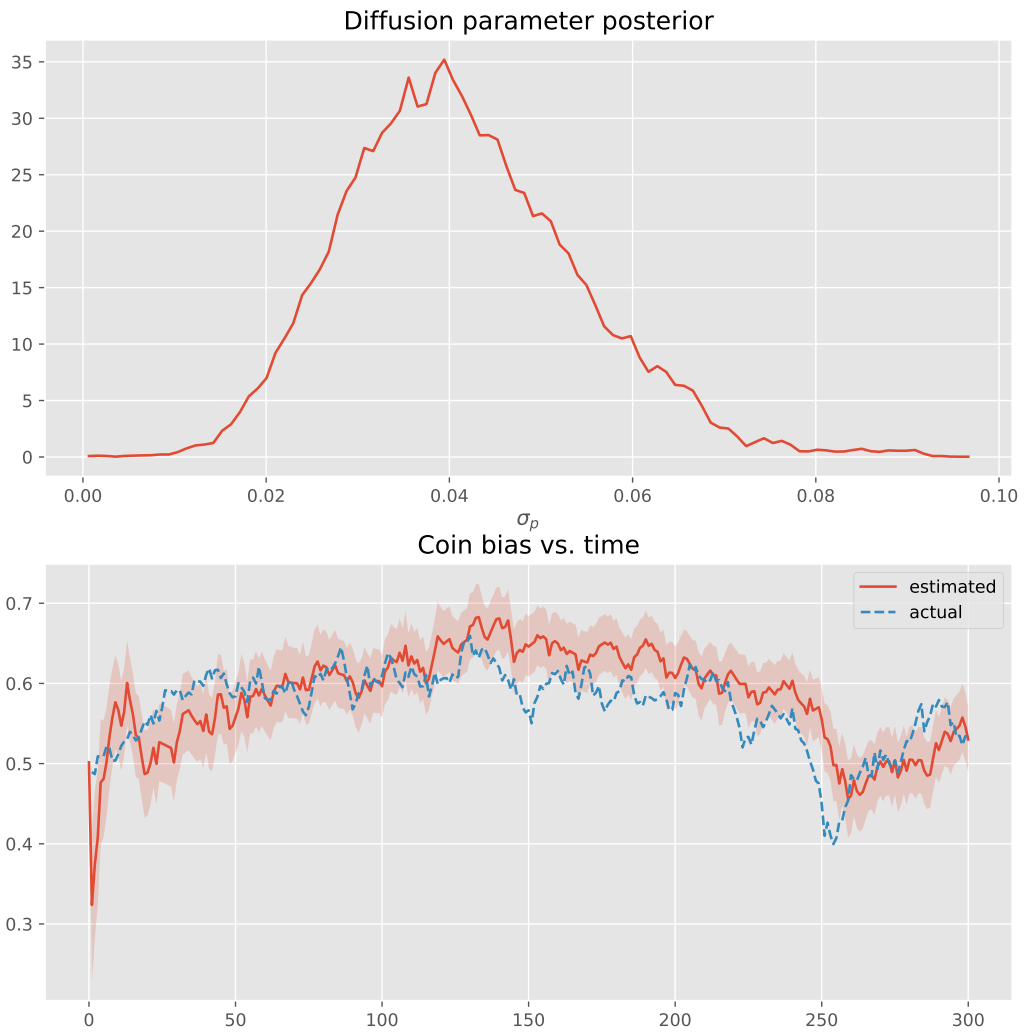 Diffusion parameter posterior
35
30
25
20
15
10
5
0
0.00 0.02 0.04 0.06 0.08 0.10
σp
Coin bias vs. time
estimated
actual
0.7
0.6
0.5
0.4
0.3
0 50 100 150 200 250 300